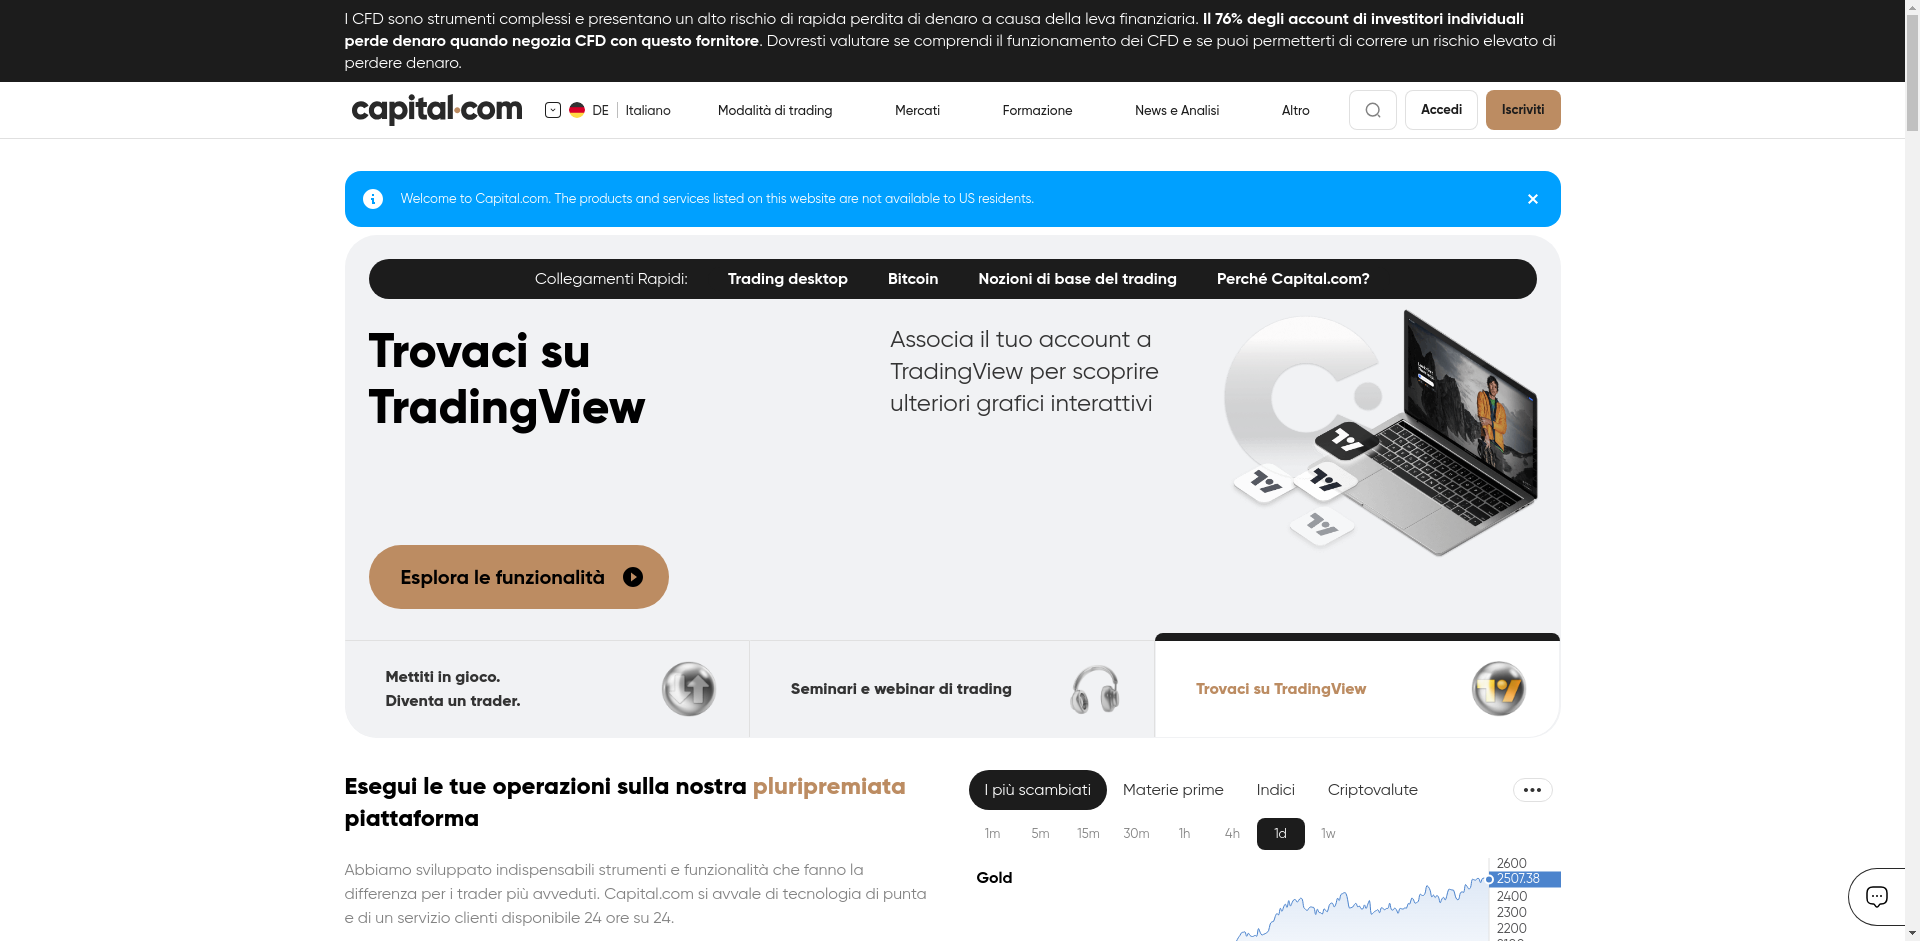 I CFD sono strumenti complessi e presentano un alto rischio di rapida perdita di denaro a causa della leva finanziaria. Il 76% degli account di investitori individuali
perde denaro quando negozia CFD con questo fornitore. Dovresti valutare se comprendi il funzionamento dei CFD e se puoi permetterti di correre un rischio elevato di
perdere denaro.
capital.com DE Italiano Modalità di trading Mercati Formazione News e Analisi Altro Accedi Iscriviti
Welcome to Capital.com. The products and services listed on this website are not available to US residents.
Collegamenti Rapidi: Trading desktop Bitcoin Nozioni di base del trading Perché Capital.com?
Trovaci su
TradingView
Associa il tuo account a
TradingView per scoprire
ulteriori grafici interattivi
Esplora le funzionalità
Mettiti in gioco.
Diventa un trader.
Seminari e webinar di trading
Trovaci su TradingView
Esegui le tue operazioni sulla nostra pluripremiata
piattaforma
Abbiamo sviluppato indispensabili strumenti e funzionalità che fanno la
differenza per i trader più avveduti. Capital.com si avvale di tecnologia di punta
e di un servizio clienti disponibile 24 ore su 24.
I più scambiati Materie prime Indici Criptovalute
1m 5m 15m 30m 1h 4h 1d 1w
Gold
2600
2507.38
2400
2300
2200